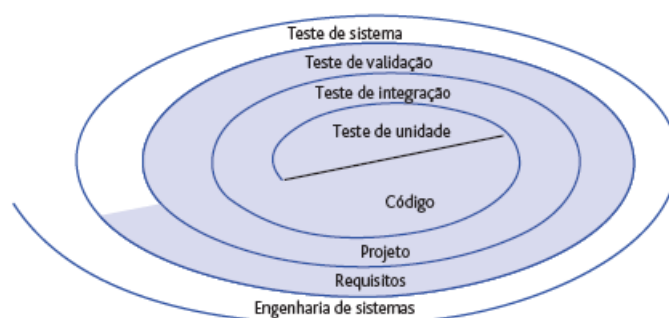 Teste de sistema
Teste de validação
Teste de integração
Teste de unidade
Código
Projeto
Requisitos
Engenharia de sistemas